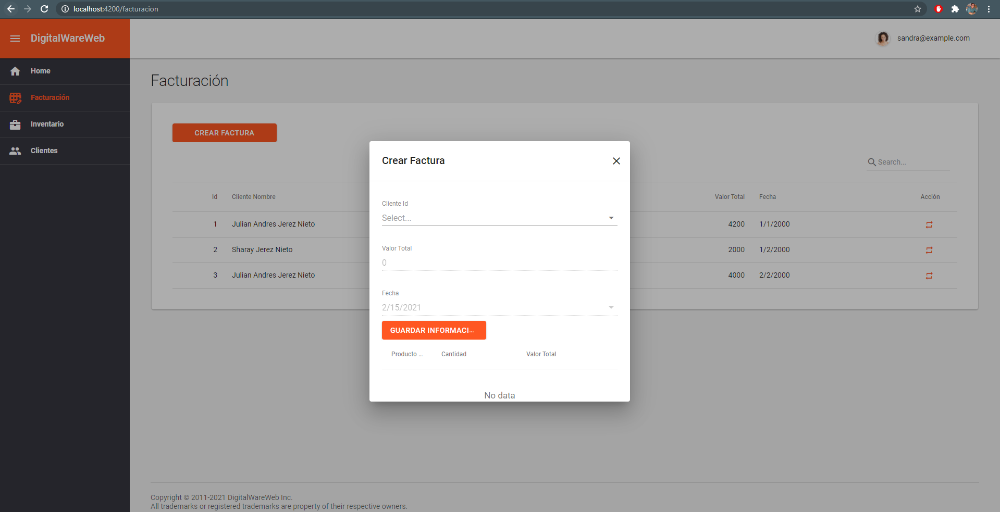 localhost:4200/facturacion
DigitalWareWeb
sandra@example.com
Home
Facturación
Inventario
Clientes
Facturación
CREAR FACTURA
Search...
Id Cliente Nombre Valor Total Fecha Acción
1 Julian Andres Jerez Nieto 4200 1/1/2000
2 Sharay Jerez Nieto 2000 1/2/2000
3 Julian Andres Jerez Nieto 4000 2/2/2000
Crear Factura
Cliente Id
Select...
Valor Total
0
Fecha
2/15/2021
GUARDAR INFORMACI...
Producto ... Cantidad Valor Total
No data
Copyright © 2011-2021 DigitalWareWeb Inc.
All trademarks or registered trademarks are property of their respective owners.